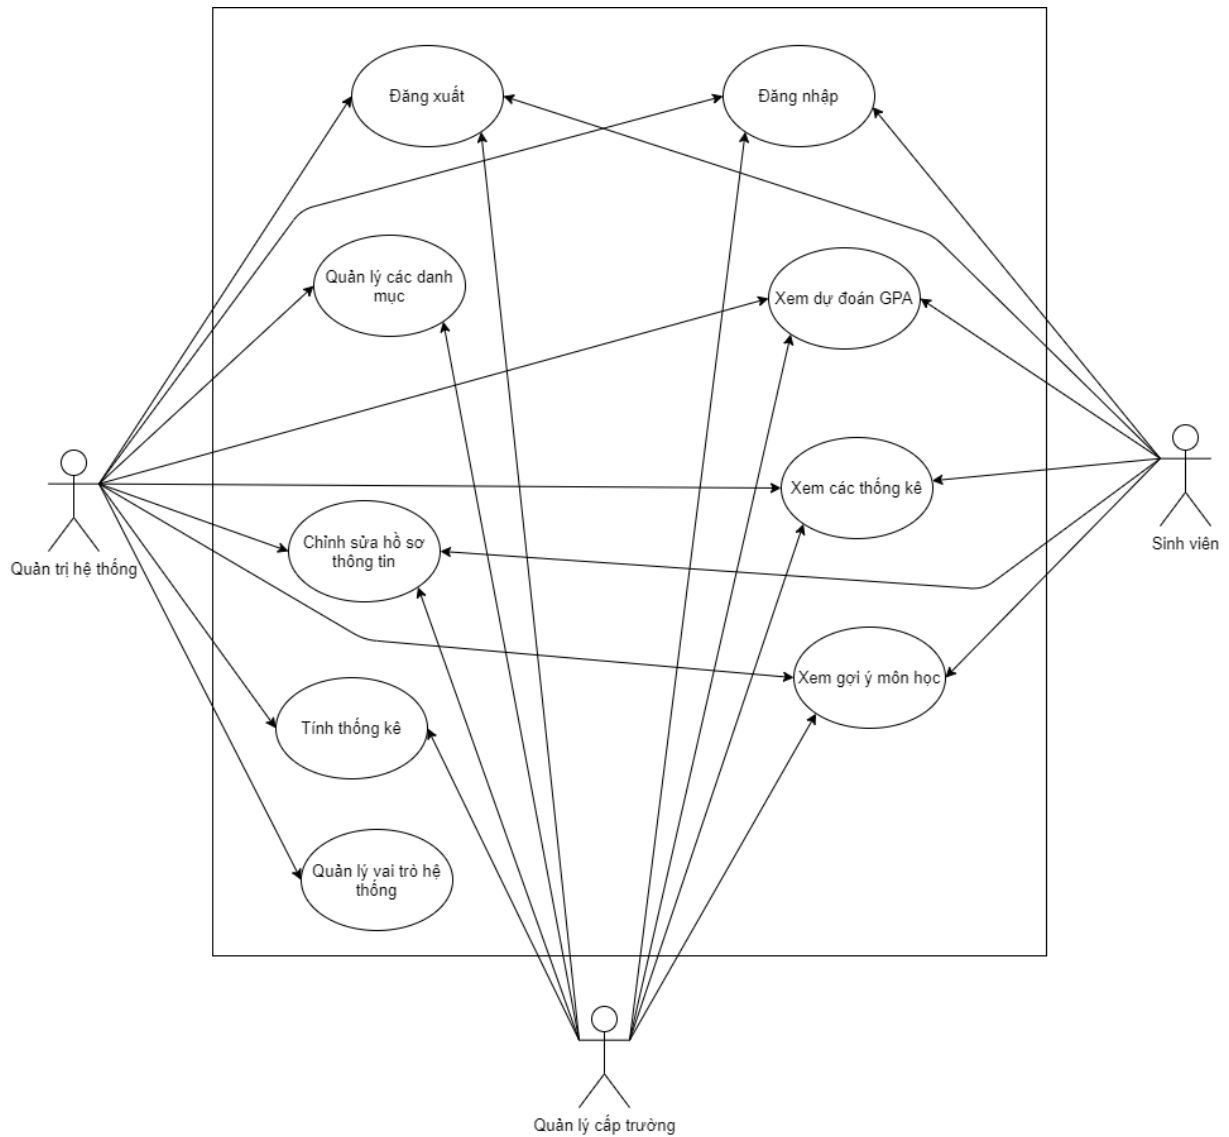 Đăng xuất
Đăng nhập
Quản lý các danh
mục
Xem dự đoán GPA
Xem các thống kê
Chỉnh sửa hồ sơ
thông tin
Sinh viên
Quản trị hệ thống
Xem gợi ý môn học
Tính thống kê
Quản lý vai trò hệ
thống
Quản lý cấp trường